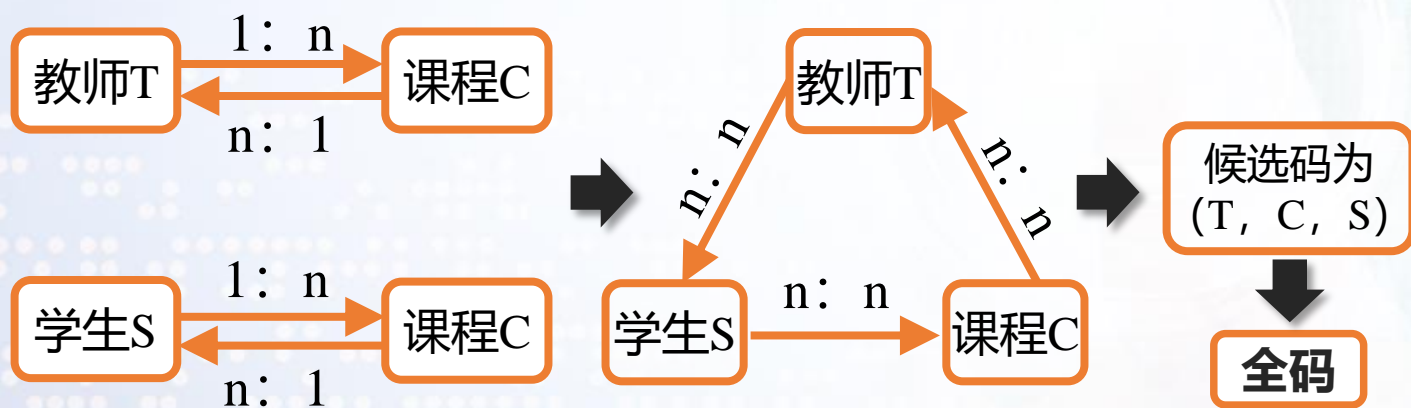 1：n
教师T
课程C
n：1
学生S
1：n
课程C
n：1
教师T
n：n
n：n
学生S
n：n
课程C
候选码为
(T，C，S)
全码